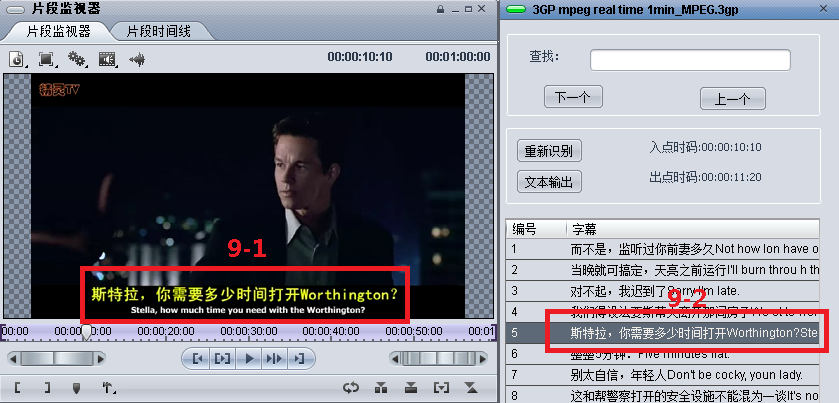 片段监视器
片段监视器 片段时间线
00:00:10:10 00:01:00:00
精灵TV
9-1
斯特拉，你需要多少时间打开Worthington？
Stella, how much time you need with the Worthington?
00:00 00:00 0:00 00:00:20:00 00:00:30:00 00:00:40:00 00:00:50:00 00:01
3GP mpeg real time 1min_MPEG.3gp
查找：
下一个 上一个
重新识别 入点时码:00:00:10:10
文本输出 出点时码:00:00:11:20
编号 字幕
1 而不是，监听过你前妻多久Not how lon have o
2 当晚就可搞定，天亮之前运行I'll burn throu h th
3 对不起，我迟到了Sorry I'm late.
9-2
4
5 斯特拉，你需要多少时间打开Worthington?Ste
6 整整5分钟．Five minutes flat.
7 别太自信，年轻人Don't be cocky, youn lady.
8 这和帮警察打开的安全设施不能混为一谈It's no